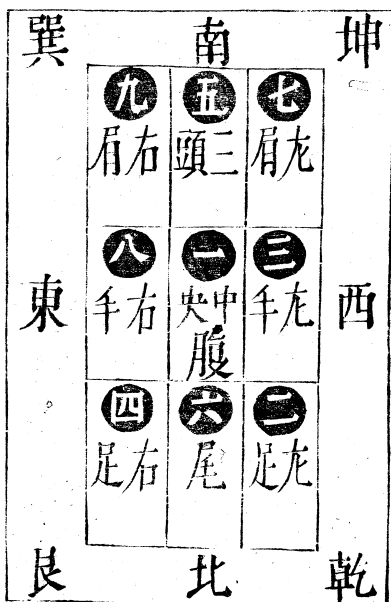 坤 南 巽
七 五 九
左肩 三頭 右肩
三 一 八
西 左手 中央 右手 東
腹
二 六 四
左足 尾 右足
乾 北 艮